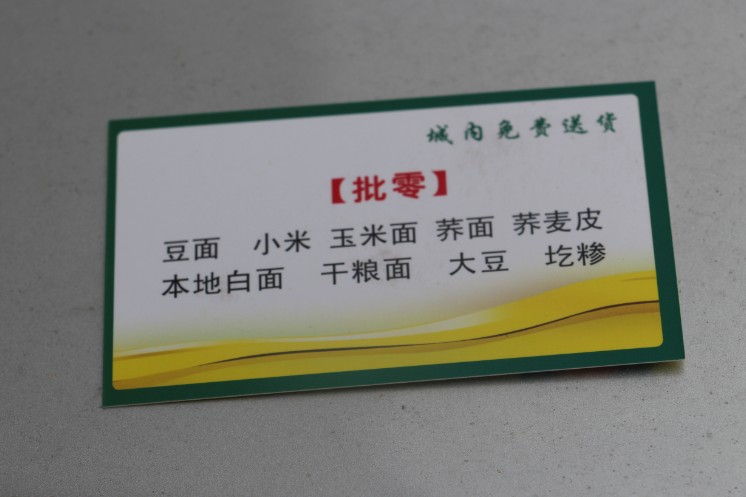 城内免费送货
【批零】
豆面 小米 玉米面 荞面 荞麦皮
本地白面 干粮面 大豆 圪糁